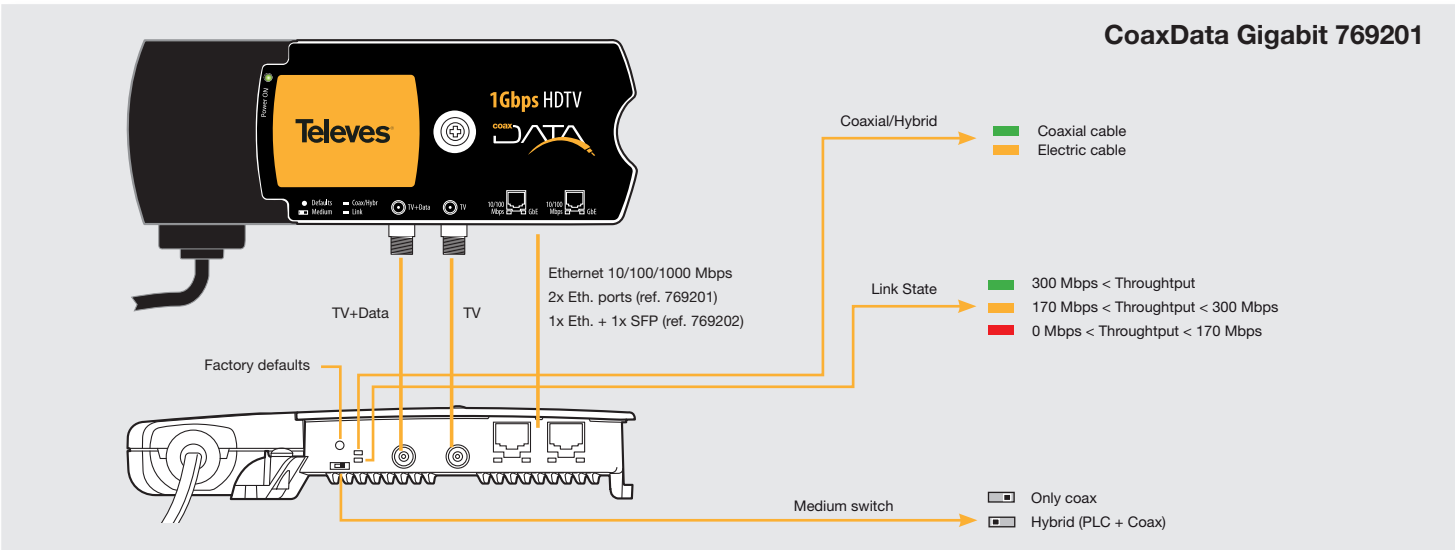 CoaxData Gigabit 769201
Power ON
Televes
1Gbps HDTV
coax
DATA
Defaults
Coax/Hybr
Medium
Link
TV+Data
TV
10/100 Mbps
GbE
10/100 Mbps
GbE
Coaxial/Hybrid
Coaxial cable
Electric cable
Ethernet 10/100/1000 Mbps
2x Eth. ports (ref. 769201)
1x Eth. + 1x SFP (ref. 769202)
TV+Data
TV
Link State
300 Mbps < Throughtput
170 Mbps < Throughtput < 300 Mbps
0 Mbps < Throughtput < 170 Mbps
Factory defaults
Medium switch
Only coax
Hybrid (PLC + Coax)